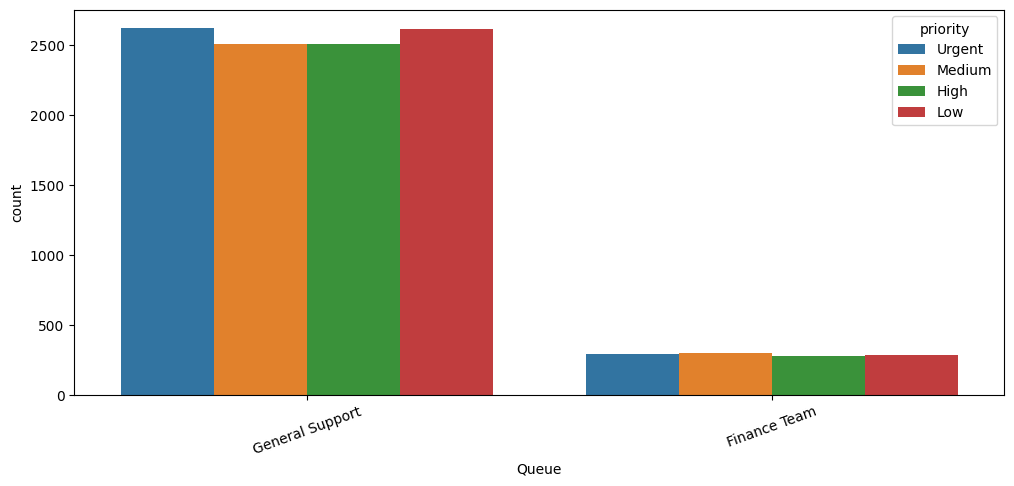 2500
2000
1500
1000
500
0
count
priority
Urgent
Medium
High
Low
General Support
Finance Team
Queue